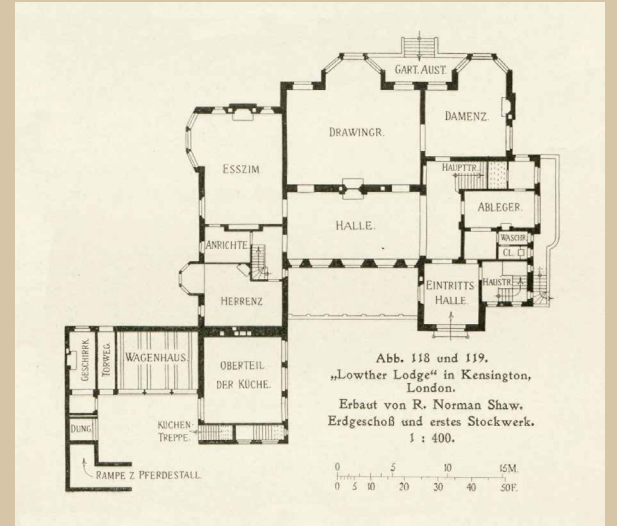 GART. AUST.
DRAWINGR.
DAMENZ.
ESSZIM.
HAUPTTR.
ABLEGER.
HALLE.
ANRICHTE.
WASCHR.
CL.
HERRENZ
EINTRITTS
HALLE.
HAUSTR.
GESCHIRRK.
TORWEG.
WAGENHAUS.
OBERTEIL
DER KÜCHE.
DUNG
KÜCHEN-
TREPPE.
RAMPE Z. PFERDESTALL.
Abb. 118 und 119.
„Lowther Lodge“ in Kensington,
London.
Erbaut von R. Norman Shaw.
Erdgeschoß und erstes Stockwerk.
1 : 400.
0 5 10 15M.
0 5 10 20 30 40 50F.